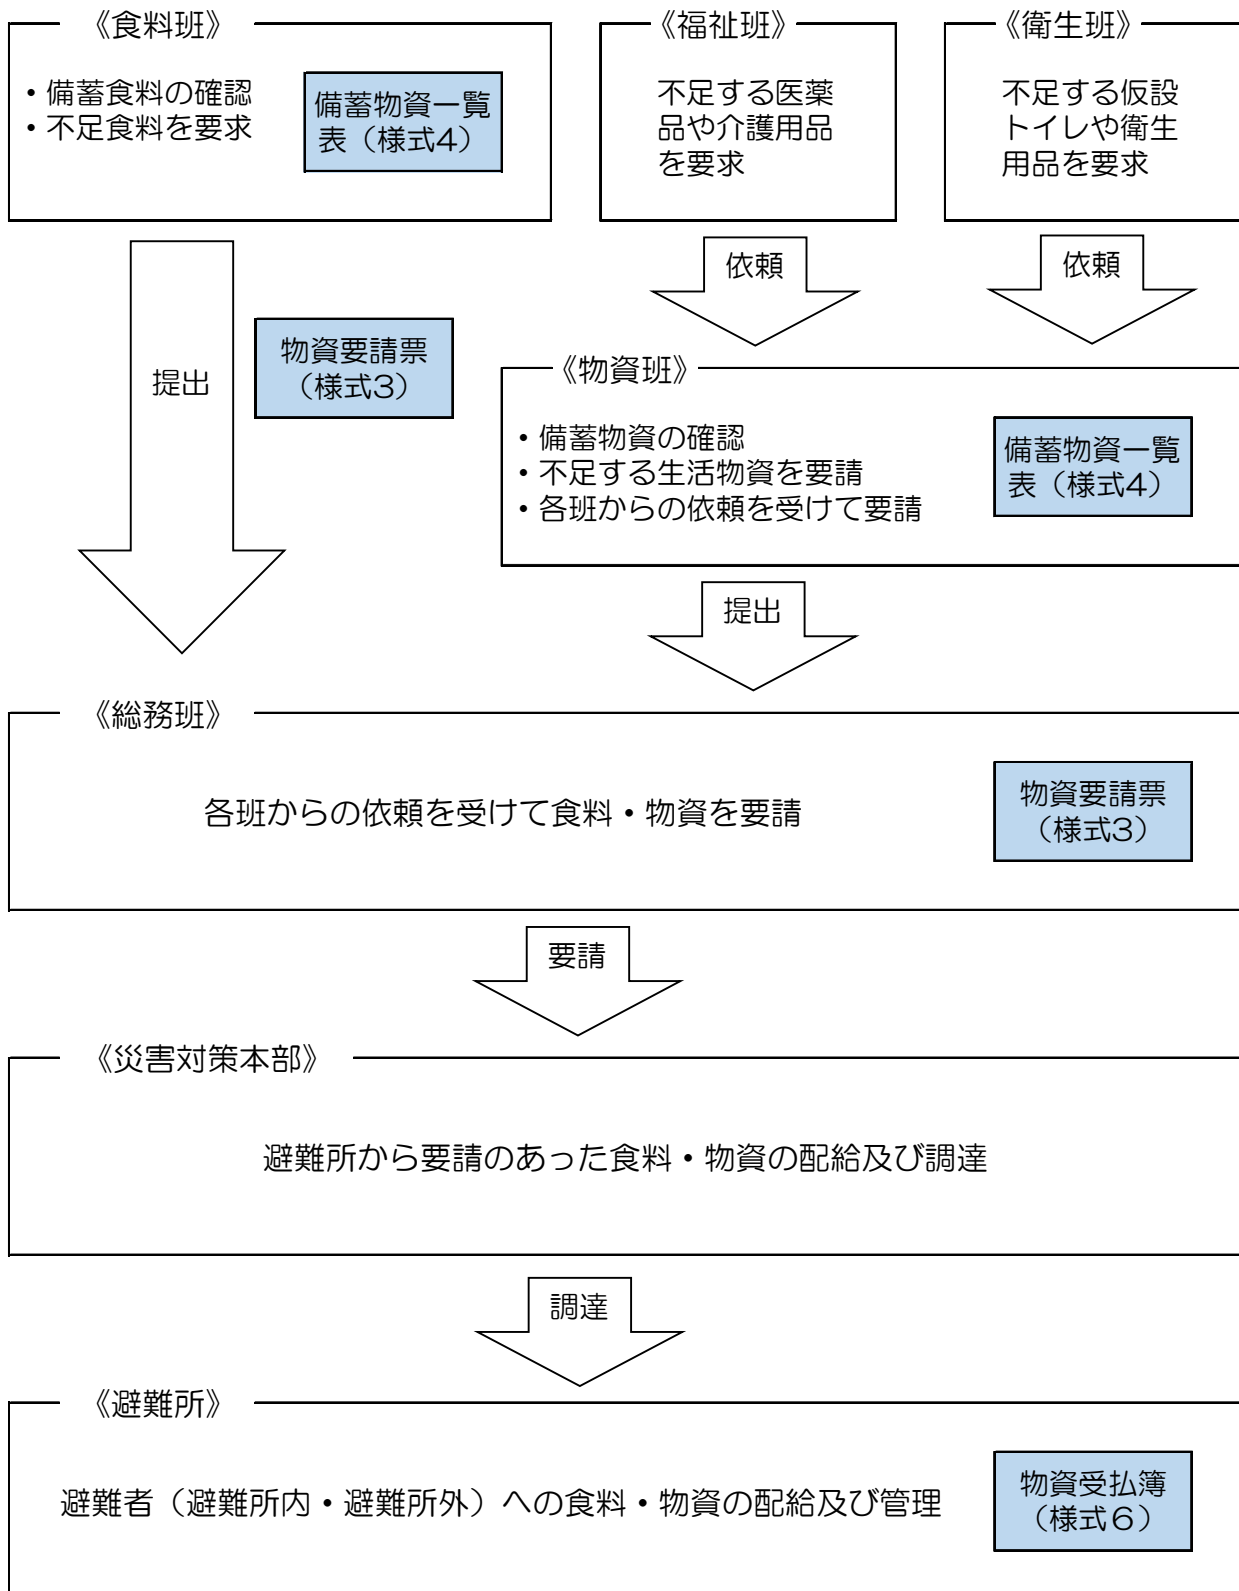 《食料班》
・備蓄食料の確認
・不足食料を要求
備蓄物資一覧
表（様式4）
《福祉班》
不足する医薬
品や介護用品
を要求
《衛生班》
不足する仮設
トイレや衛生
用品を要求
提出
物資要請票
（様式3）
依頼
依頼
《物資班》
・備蓄物資の確認
・不足する生活物資を要請
・各班からの依頼を受けて要請
備蓄物資一覧
表（様式4）
提出
《総務班》
各班からの依頼を受けて食料・物資を要請
物資要請票
（様式3）
要請
《災害対策本部》
避難所から要請のあった食料・物資の配給及び調達
調達
《避難所》
避難者（避難所内・避難所外）への食料・物資の配給及び管理
物資受払簿
（様式６）